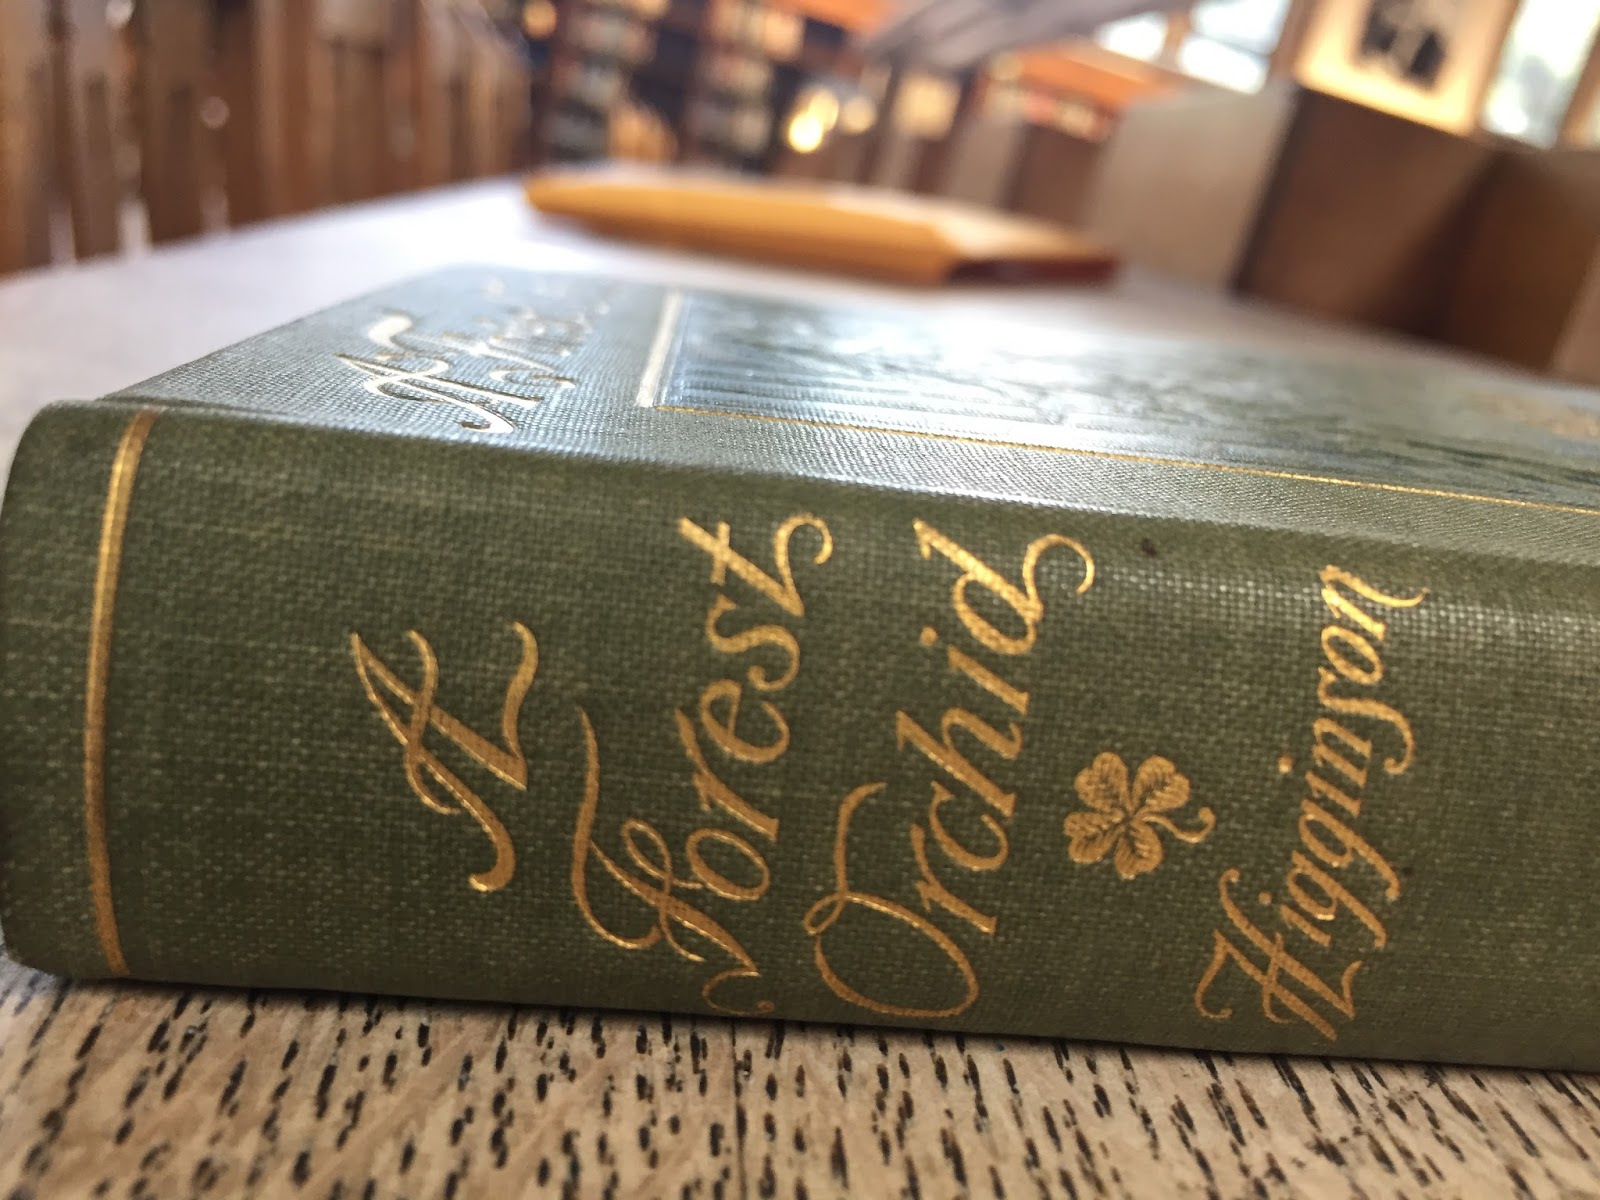 A
Forest
Orchid
Higginson
A